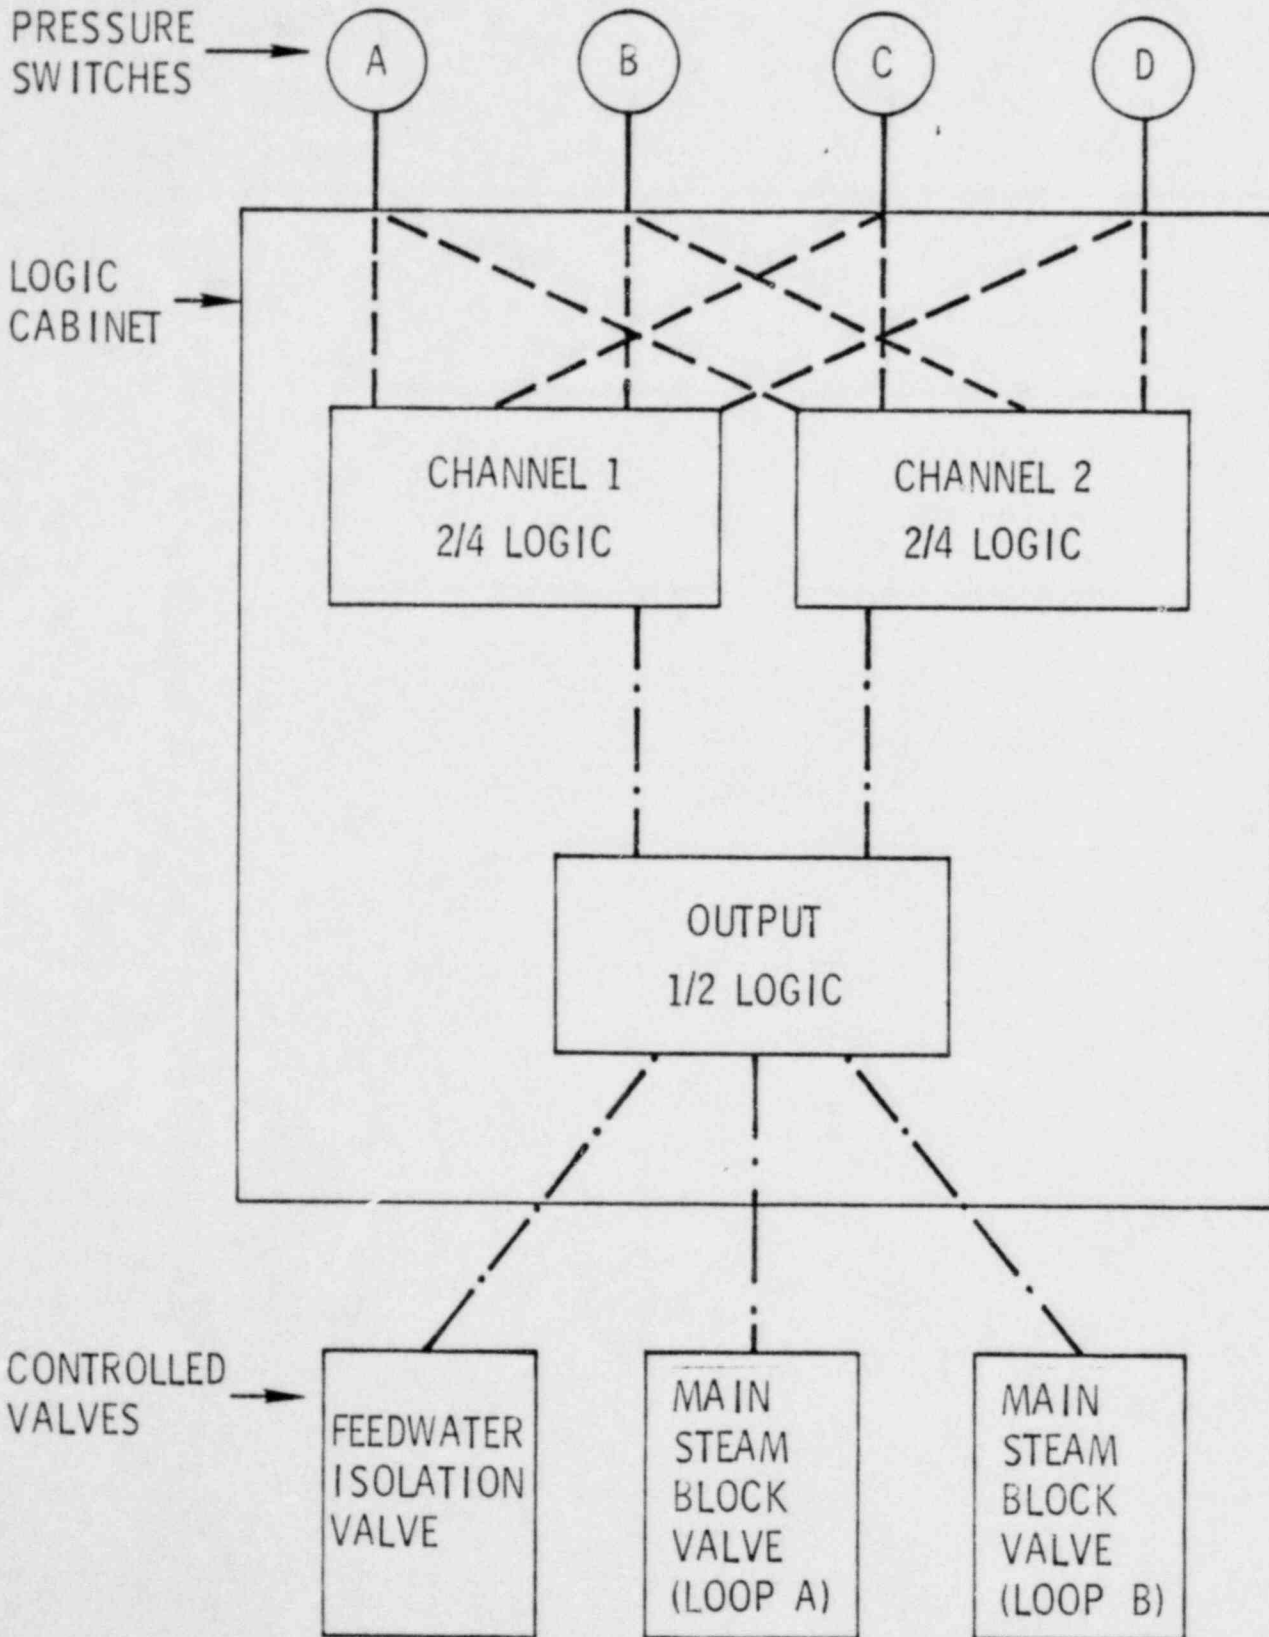 PRESSURE
SWITCHES
A
B
C
D
LOGIC
CABINET
CHANNEL 1
2/4 LOGIC
CHANNEL 2
2/4 LOGIC
OUTPUT
1/2 LOGIC
CONTROLLED
VALVES
FEEDWATER
ISOLATION
VALVE
MAIN
STEAM
BLOCK
VALVE
(LOOP A)
MAIN
STEAM
BLOCK
VALVE
(LOOP B)